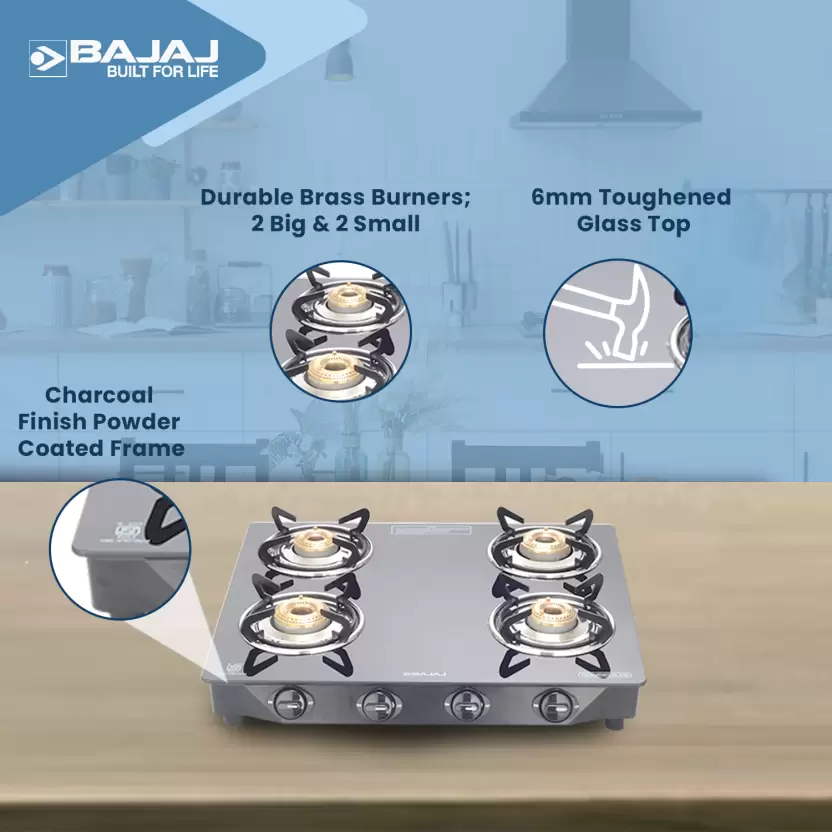 BAJAJ
BUILT FOR LIFE
Durable Brass Burners;
2 Big & 2 Small
6mm Toughened
Glass Top
Charcoal
Finish Powder
Coated Frame
BAJAJ